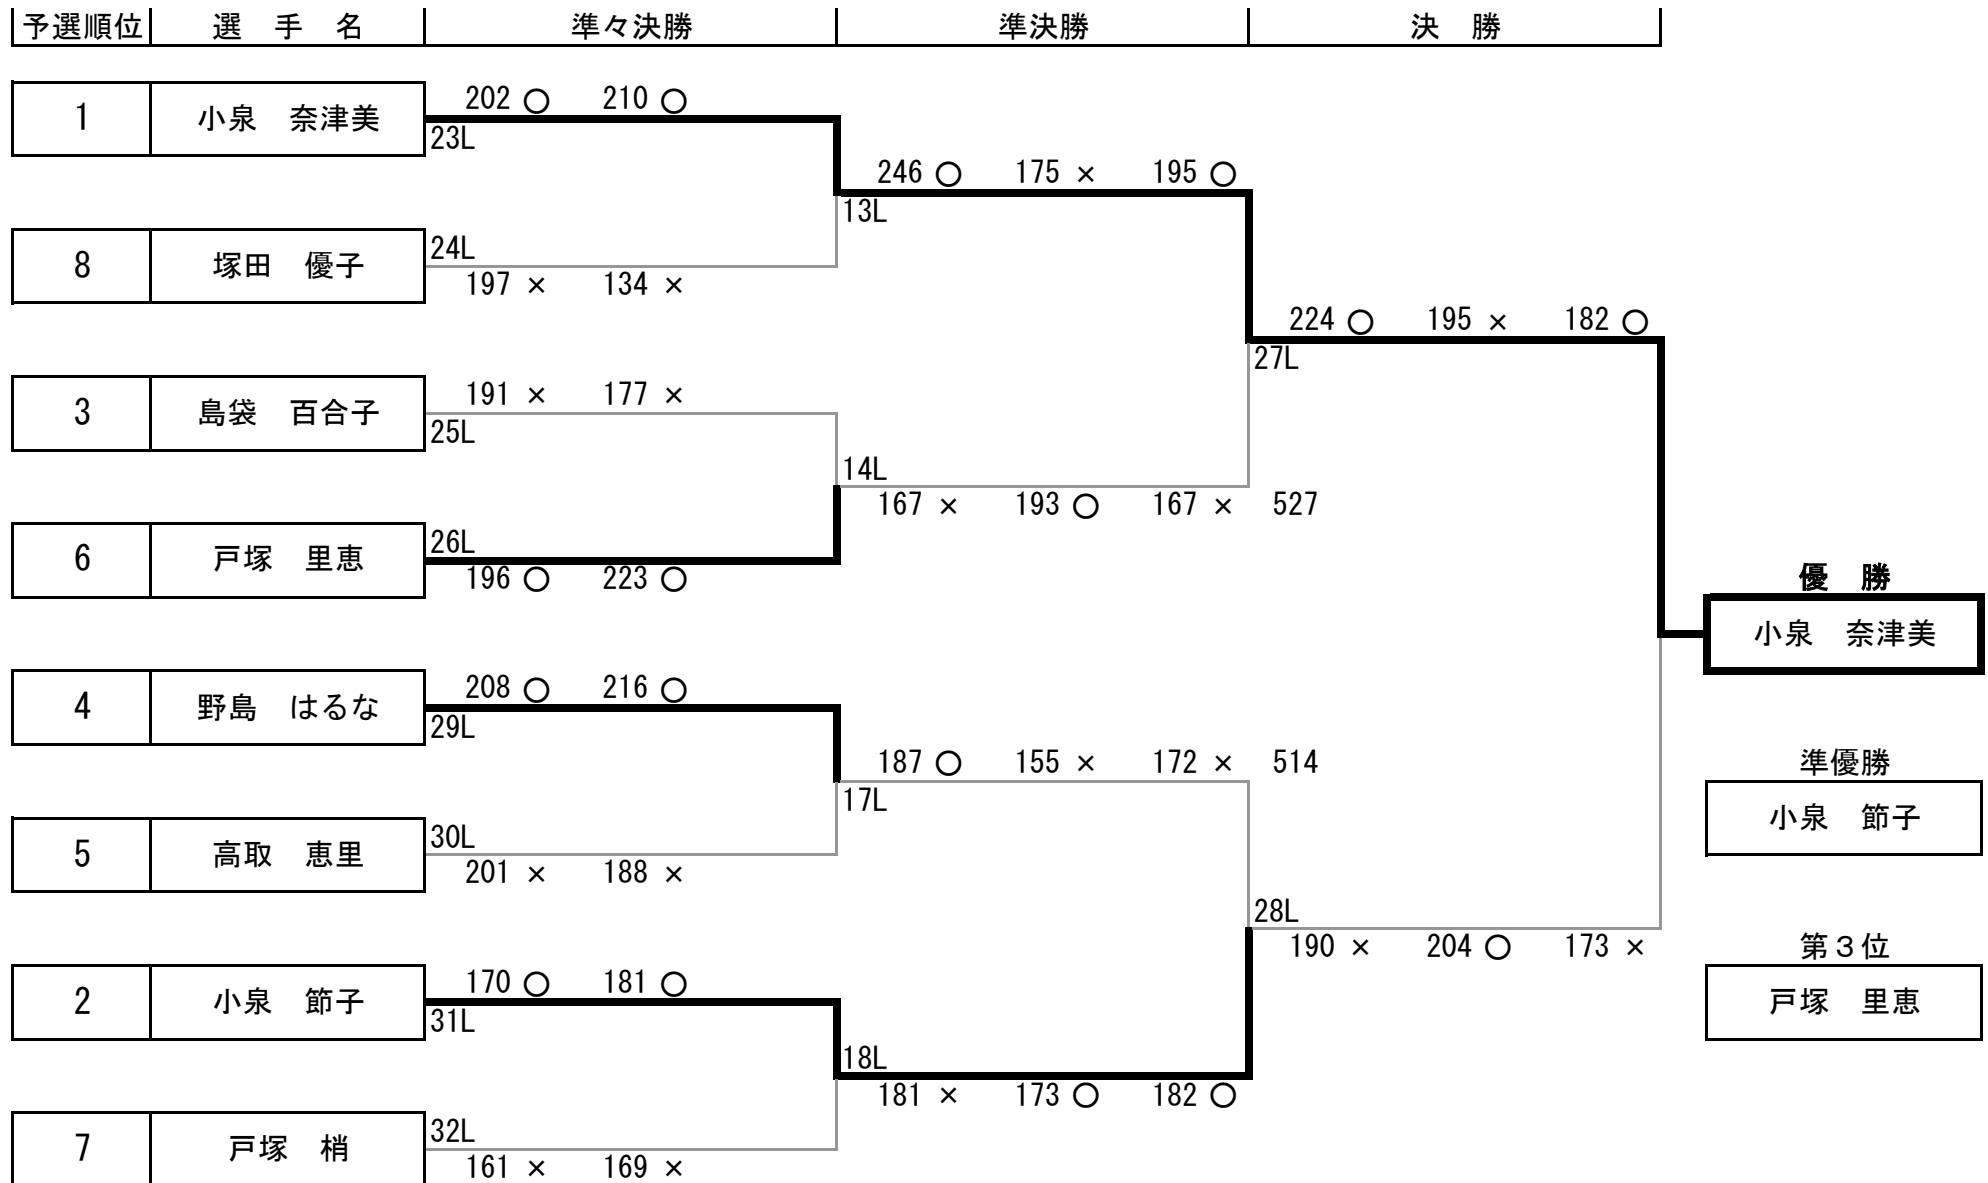 予選順位 選　手　名 準々決勝 準決勝 決　勝
202 ○ 210 ○
1 小泉　奈津美
23L
246 ○ 175 × 195 ○
13L
24L
8 塚田　優子
197 × 134 ×
224 ○ 195 × 182 ○
27L
191 × 177 ×
3 島袋　百合子
25L
14L
167 × 193 ○ 167 × 527
26L
6 戸塚　里恵
196 ○ 223 ○
優　勝
小泉　奈津美
208 ○ 216 ○
4 野島　はるな
29L
187 ○ 155 × 172 × 514
準優勝
17L
小泉　節子
30L
5 高取　恵里
201 × 188 ×
28L
190 × 204 ○ 173 ×
第３位
170 ○ 181 ○
2 小泉　節子
戸塚　里恵
31L
18L
181 × 173 ○ 182 ○
32L
7 戸塚　梢
161 × 169 ×